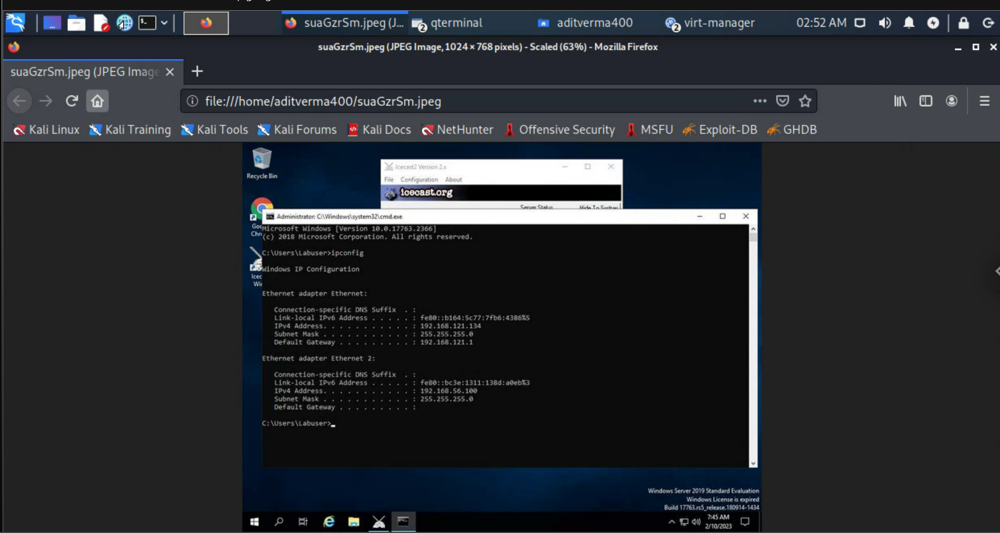 suaGzrSm.jpeg (J... 2 qterminal aditverma400 2 virt-manager 02:52 AM
suaGzrSm.jpeg (JPEG Image, 1024 × 768 pixels) - Scaled (63%) - Mozilla Firefox
suaGzrSm.jpeg (JPEG Image
file:///home/aditverma400/suaGzrSm.jpeg
Kali Linux Kali Training Kali Tools Kali Forums Kali Docs NetHunter Offensive Security MSFU Exploit-DB GHDB
Recycle Bin
Icecast2 Version 2.x
File Configuration About
icecast.org
Server Status Hide To Systray
Goo
Chr
Icec
Wi
Administrator: C:\Windows\system32\cmd.exe
Microsoft Windows [Version 10.0.17763.2366]
(c) 2018 Microsoft Corporation. All rights reserved.
C:\Users\Labuser>ipconfig
Windows IP Configuration
Ethernet adapter Ethernet:
Connection-specific DNS Suffix . :
Link-local IPv6 Address . . . . . : fe80::b164:5c77:7fb6:4386%5
IPv4 Address. . . . . . . . . . . : 192.168.121.134
Subnet Mask . . . . . . . . . . . : 255.255.255.0
Default Gateway . . . . . . . . . : 192.168.121.1
Ethernet adapter Ethernet 2:
Connection-specific DNS Suffix . :
Link-local IPv6 Address . . . . . : fe80::bc3e:1311:138d:a0eb%3
IPv4 Address. . . . . . . . . . . : 192.168.56.100
Subnet Mask . . . . . . . . . . . : 255.255.255.0
Default Gateway . . . . . . . . . :
C:\Users\Labuser>_
Windows Server 2019 Standard Evaluation
Windows License is expired
Build 17763.rs5_release.180914-1434
7:45 AM
2/10/2023